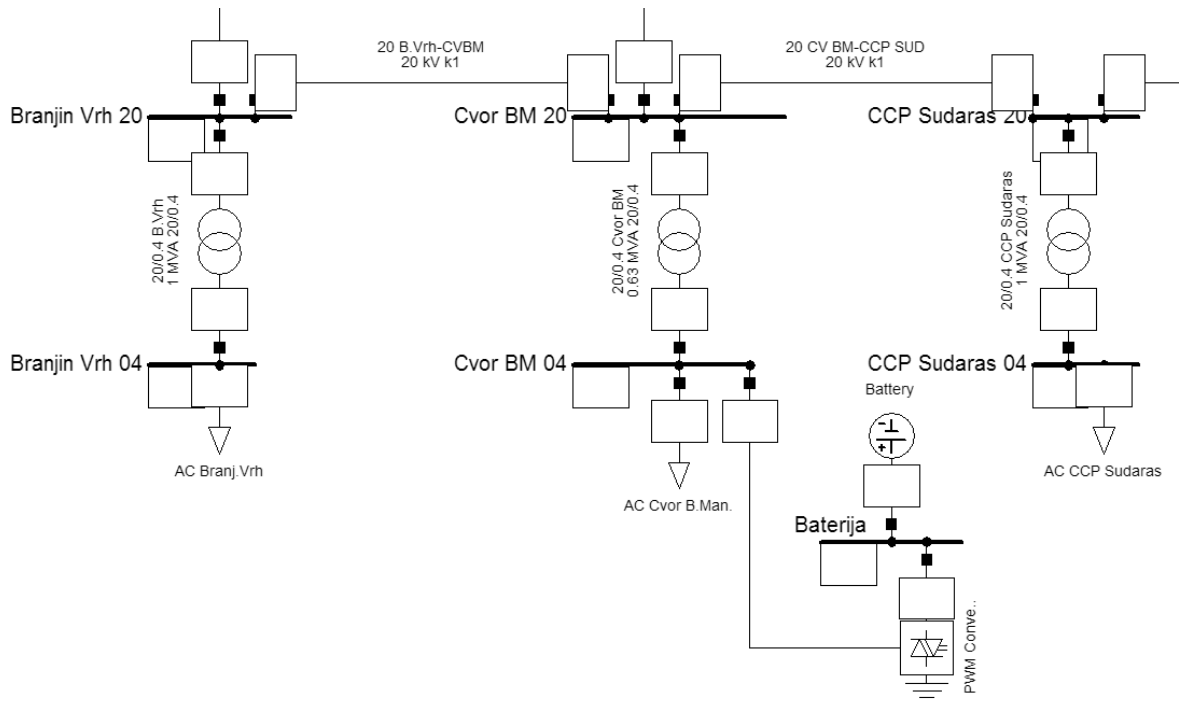 20 B.Vrh-CVBM
20 kV k1
20 CV BM-CCP SUD
20 kV k1
Branjin Vrh 20
Cvor BM 20
CCP Sudaras 20
20/0.4 B.Vrh
1 MVA 20/0.4
20/0.4 Cvor BM
0.63 MVA 20/0.4
20/0.4 CCP Sudaras
1 MVA 20/0.4
Branjin Vrh 04
Cvor BM 04
CCP Sudaras 04
Battery
AC Branj.Vrh
AC Cvor B.Man.
AC CCP Sudaras
Baterija
PWM Conve..